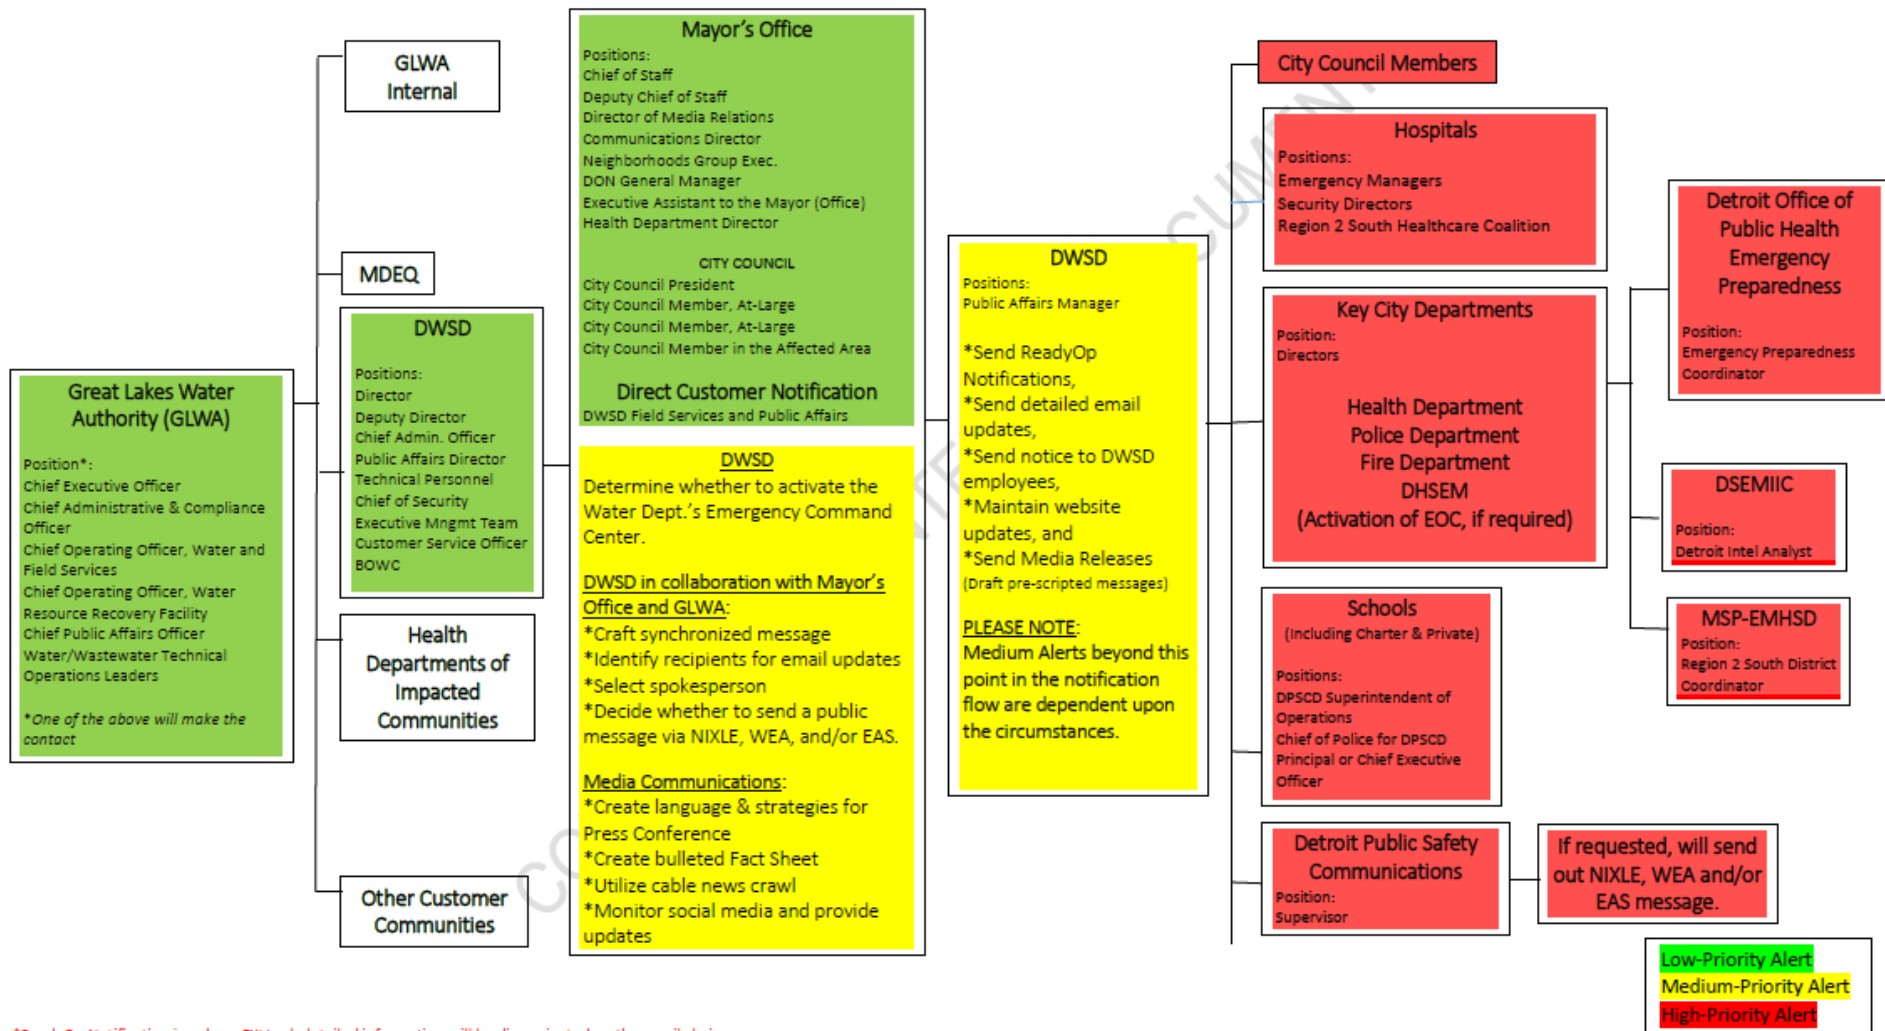 Great Lakes Water
Authority (GLWA)
Position*:
Chief Executive Officer
Chief Administrative & Compliance
Officer
Chief Operating Officer, Water and
Field Services
Chief Operating Officer, Water
Resource Recovery Facility
Chief Public Affairs Officer
Water/Wastewater Technical
Operations Leaders
*One of the above will make the
contact
GLWA
Internal
MDEQ
DWSD
Positions:
Director
Deputy Director
Chief Admin. Officer
Public Affairs Director
Technical Personnel
Chief of Security
Executive Mngmt Team
Customer Service Officer
BOWC
Health
Departments of
Impacted
Communities
Other Customer
Communities
Mayor's Office
Positions:
Chief of Staff
Deputy Chief of Staff
Director of Media Relations
Communications Director
Neighborhoods Group Exec.
DON General Manager
Executive Assistant to the Mayor (Office)
Health Department Director
CITY COUNCIL
City Council President
City Council Member, At-Large
City Council Member, At-Large
City Council Member in the Affected Area
Direct Customer Notification
DWSD Field Services and Public Affairs
DWSD
Determine whether to activate the
Water Dept.'s Emergency Command
Center.
DWSD in collaboration with Mayor's
Office and GLWA:
*Craft synchronized message
*Identify recipients for email updates
*Select spokesperson
*Decide whether to send a public
message via NIXLE, WEA, and/or EAS.
Media Communications:
*Create language & strategies for
Press Conference
*Create bulleted Fact Sheet
*Utilize cable news crawl
*Monitor social media and provide
updates
DWSD
Positions:
Public Affairs Manager
*Send ReadyOp
Notifications,
*Send detailed email
updates,
*Send notice to DWSD
employees,
*Maintain website
updates, and
*Send Media Releases
(Draft pre-scripted messages)
PLEASE NOTE:
Medium Alerts beyond this
point in the notification
flow are dependent upon
the circumstances.
City Council Members
Hospitals
Positions:
Emergency Managers
Security Directors
Region 2 South Healthcare Coalition
Key City Departments
Position:
Directors
Health Department
Police Department
Fire Department
DHSEM
(Activation of EOC, if required)
Schools
(Including Charter & Private)
Positions:
DPSCD Superintendent of
Operations
Chief of Police for DPSCD
Principal or Chief Executive
Officer
Detroit Public Safety
Communications
Position:
Supervisor
If requested, will send
out NIXLE, WEA and/or
EAS message.
Detroit Office of
Public Health
Emergency
Preparedness
Position:
Emergency Preparedness
Coordinator
DSEMIIC
Position:
Detroit Intel Analyst
MSP-EMHSD
Position:
Region 2 South District
Coordinator
Low-Priority Alert
Medium-Priority Alert
High-Priority Alert